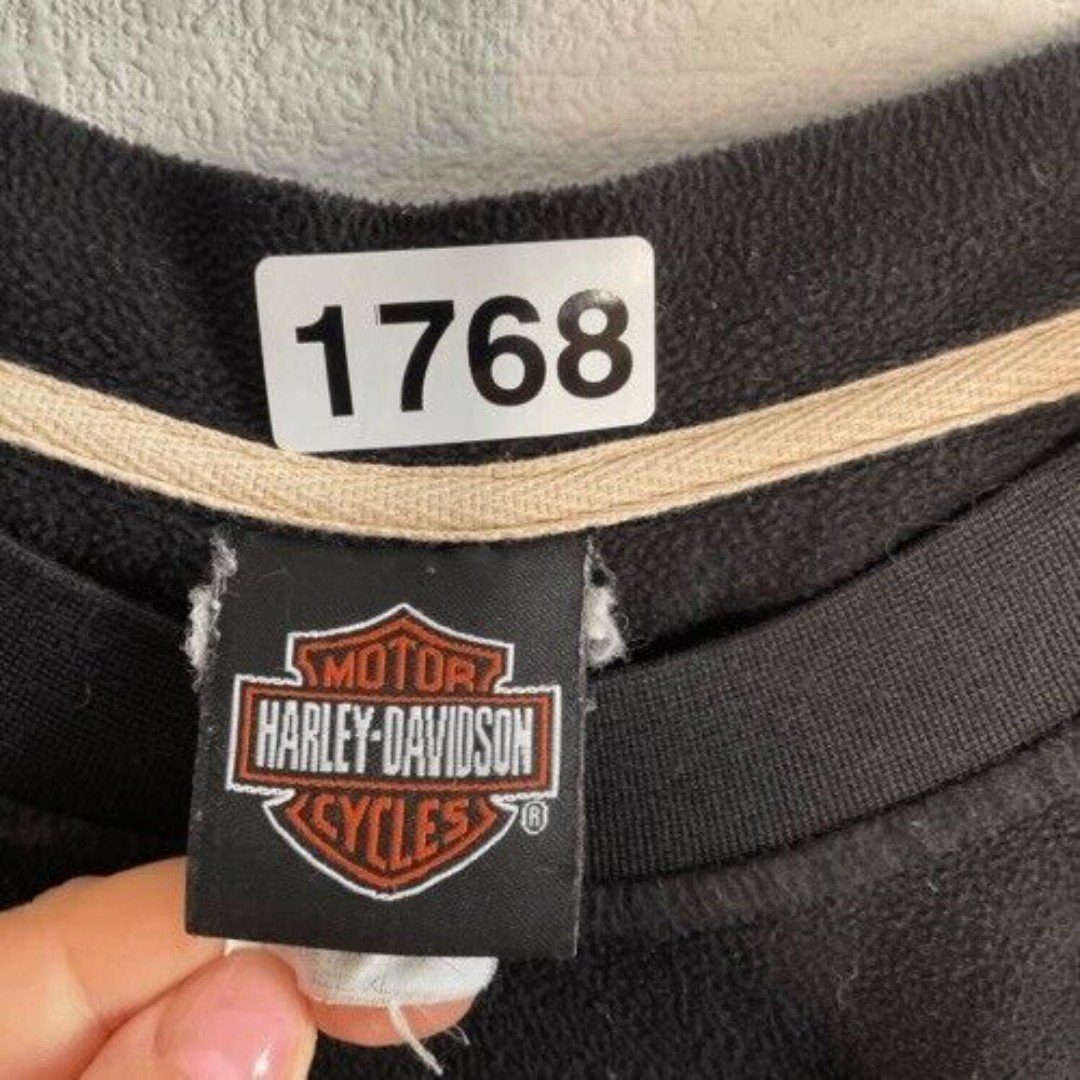 1768
MOTOR
HARLEY-DAVIDSON
CYCLES
®